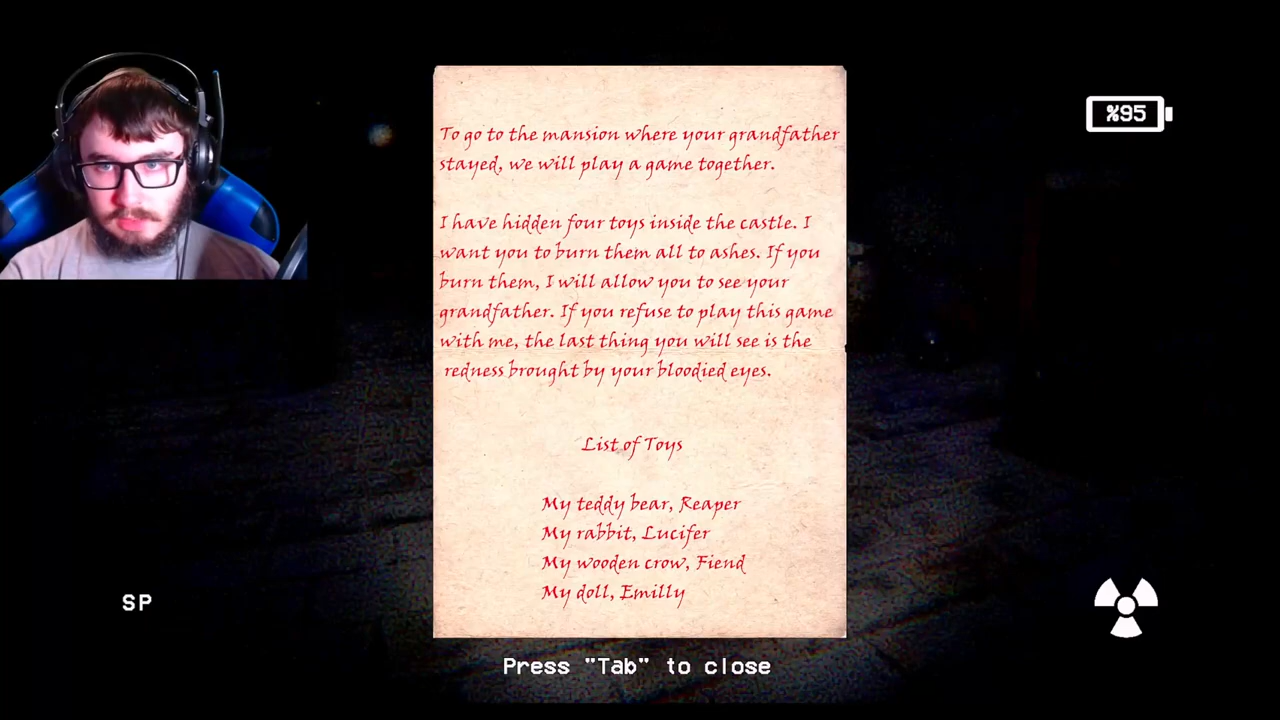 %95
To go to the mansion where your grandfather
stayed, we will play a game together.
I have hidden four toys inside the castle. I
want you to burn them all to ashes. If you
burn them, I will allow you to see your
grandfather. If you refuse to play this game
with me, the last thing you will see is the
redness brought by your bloodied eyes.
List of Toys
My teddy bear, Reaper
My rabbit, Lucifer
My wooden crow, Fiend
My doll, Emilly
SP
Press "Tab" to close